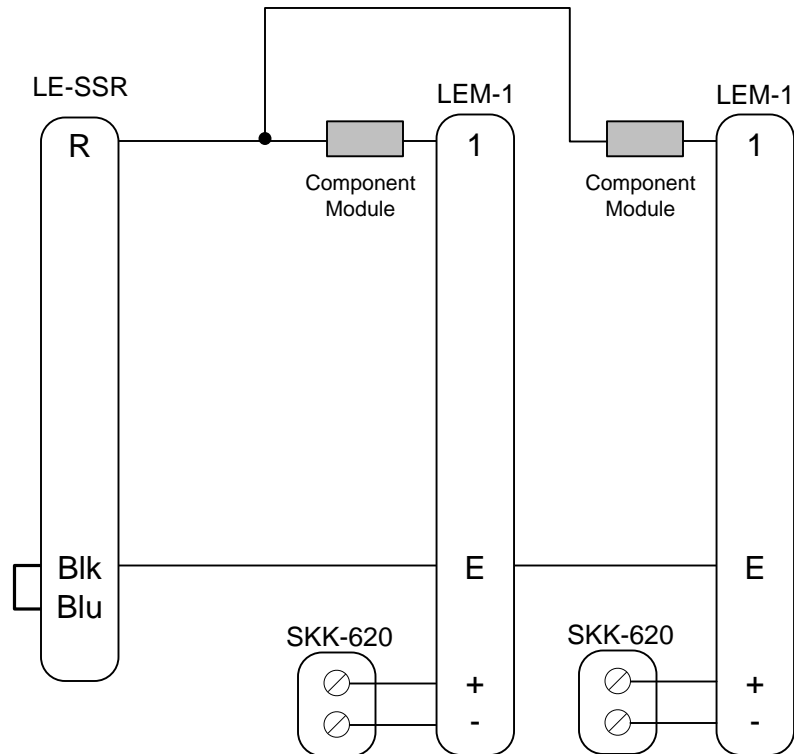 LE-SSR
R
Blk
Blu
Component
Module
LEM-1
1
E
+
-
SKK-620
Component
Module
LEM-1
1
E
+
-
SKK-620